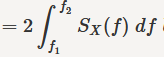 = 2 ∫_{f_1}^{f_2} S_X(f) df